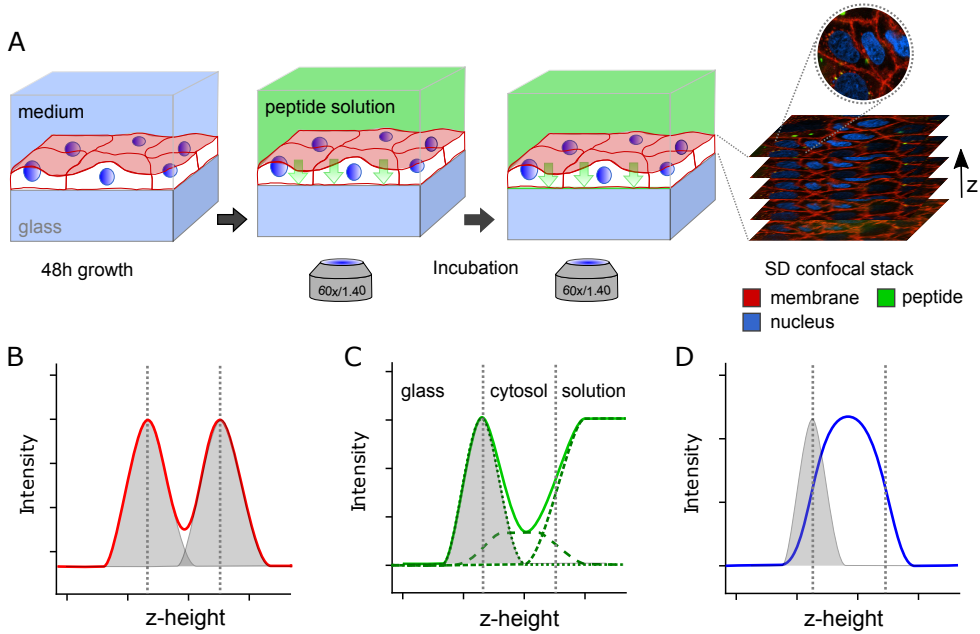 A
medium
peptide solution
glass
z
48h growth
60x/1.40
Incubation
60x/1.40
SD confocal stack
membrane
peptide
nucleus
B
Intensity
z-height
C
glass
cytosol
solution
Intensity
z-height
D
Intensity
z-height